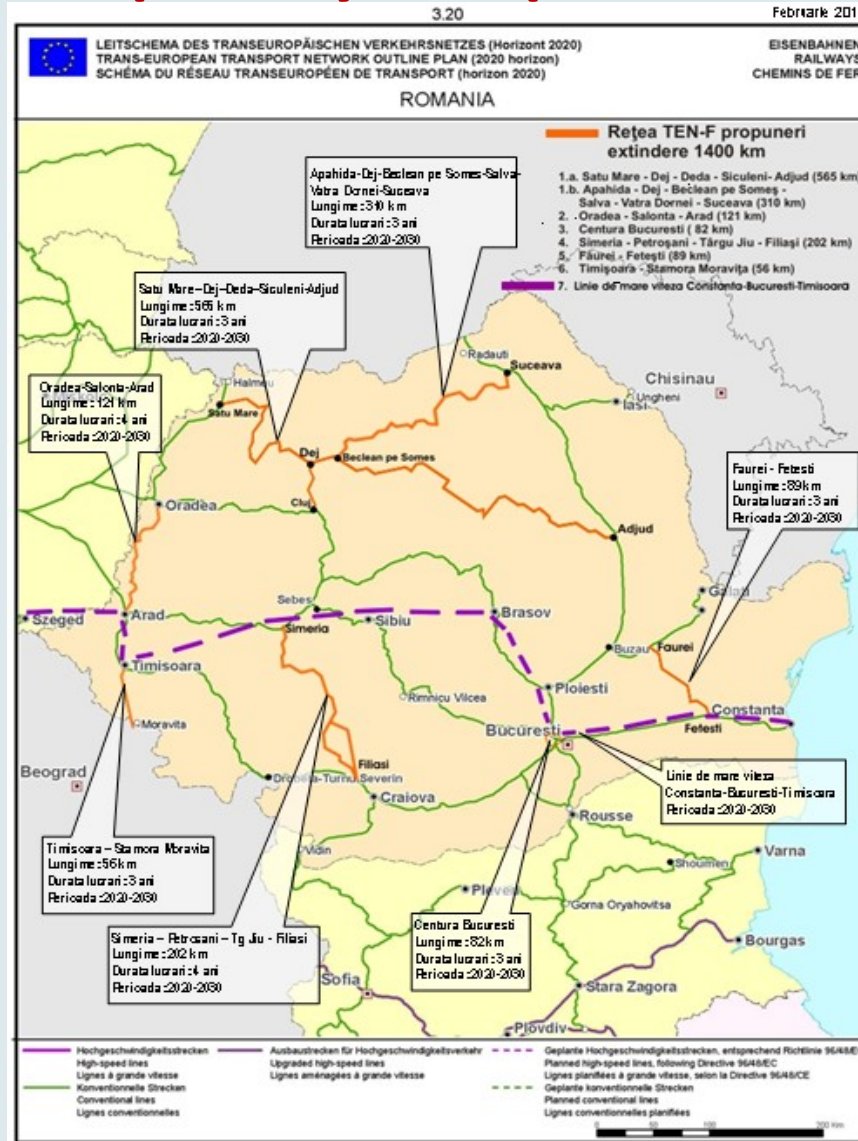 3.20
Februarie 201
LEITSCHEMA DES TRANSEUROPÄISCHEN VERKEHRSNETZES (Horizont 2020)
TRANS-EUROPEAN TRANSPORT NETWORK OUTLINE PLAN (2020 horizon)
SCHÉMA DU RÉSEAU TRANSEUROPÉEN DE TRANSPORT (horizon 2020)
EISENBAHNEN
RAILWAYS
CHEMINS DE FER
ROMANIA
Reţea TEN-F propuneri
extindere 1400 km
1.a. Satu Mare - Dej - Deda - Siculeni- Adjud (565 km)
1.b. Apahida - Dej - Beclean pe Someş -
Salva - Vatra Dornei - Suceava (310 km)
2. Oradea - Salonta - Arad (121 km)
3. Centura Bucuresti ( 82 km)
4. Simeria - Petroşani - Târgu Jiu - Filiaşi (202 km)
5. Făurei - Feteşti (89 km)
6. Timişoara - Stamora Moraviţa (56 km)
7. Linie de mare viteza Constanta-Bucuresti-Timisoara
Apahida-Dej-Beclean pe Somes-Salva-
Vatra Dornei-Suceava
Lungime: 310 km
Durata lucrari: 3 ani
Perioada: 2020-2030
Satu Mare-Dej-Deda-Siculeni-Adjud
Lungime: 565 km
Durata lucrari: 3 ani
Perioada: 2020-2030
Oradea-Salonta-Arad
Lungime: 121 km
Durata lucrari: 4 ani
Perioada: 2020-2030
Faurei - Fetesti
Lungime: 89 km
Durata lucrari: 3 ani
Perioada: 2020-2030
Radauti
Suceava
Chisinau
Halmeu
Satu Mare
Ungheni
Iasi
Dej
Beclean pe Somes
Oradea
Cluj
Adjud
Galati
Szeged
Arad
Sebes
Simeria
Sibiu
Brasov
Buzau
Faurei
Timisoara
Ploiesti
Rimnicu Vilcea
Constanta
Moravita
Bucuresti
Fetesti
Filiasi
Beograd
Drobeta-Turnu Severin
Craiova
Linie de mare viteza
Constanta-Bucuresti-Timisoara
Perioada: 2020-2030
Rousse
Timisoara – Stamora Moravita
Lungime: 56 km
Durata lucrari: 3 ani
Perioada: 2020-2030
Vidin
Varna
Shoumen
Pleven
Gorna Oryahovitsa
Simeria – Petrosani – Tg Jiu - Filiasi
Lungime: 202 km
Durata lucrari: 4 ani
Perioada: 2020-2030
Centura Bucuresti
Lungime: 82 km
Durata lucrari: 3 ani
Perioada: 2020-2030
Bourgas
Sofia
Stara Zagora
Plovdiv
Hochgeschwindigkeitsstrecken
High-speed lines
Lignes à grande vitesse
Konventionelle Strecken
Conventional lines
Lignes conventionnelles
Ausbaustrecken für Hochgeschwindigkeitsverkehr
Upgraded high-speed lines
Lignes aménagées à grande vitesse
Geplante Hochgeschwindigkeitsstrecken, entsprechend Richtlinie 96/48/E
Planned high-speed lines, following Directive 96/48/EC
Lignes planifiées à grande vitesse, selon la Directive 96/48/CE
Geplante konventionelle Strecken
Planned conventional lines
Lignes conventionnelles planifiées
0 50 100 200 Km